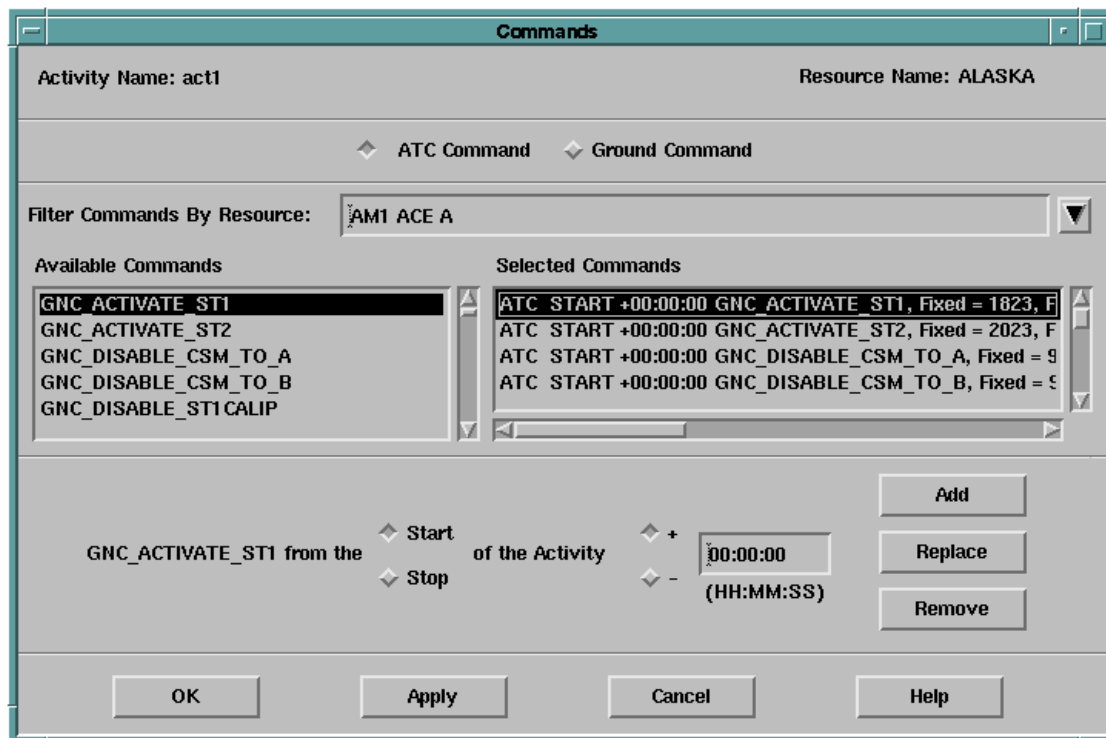 Commands
Activity Name: act1 Resource Name: ALASKA
ATC Command Ground Command
Filter Commands By Resource: AM1 ACE A
Available Commands Selected Commands
GNC_ACTIVATE_ST1
GNC_ACTIVATE_ST2
GNC_DISABLE_CSM_TO_A
GNC_DISABLE_CSM_TO_B
GNC_DISABLE_ST1CALIP
ATC START +00:00:00 GNC_ACTIVATE_ST1, Fixed = 1823, F
ATC START +00:00:00 GNC_ACTIVATE_ST2, Fixed = 2023, F
ATC START +00:00:00 GNC_DISABLE_CSM_TO_A, Fixed = 9
ATC START +00:00:00 GNC_DISABLE_CSM_TO_B, Fixed = 9
GNC_ACTIVATE_ST1 from the
Start
Stop
of the Activity
+
-
00:00:00
(HH:MM:SS)
Add
Replace
Remove
OK Apply Cancel Help